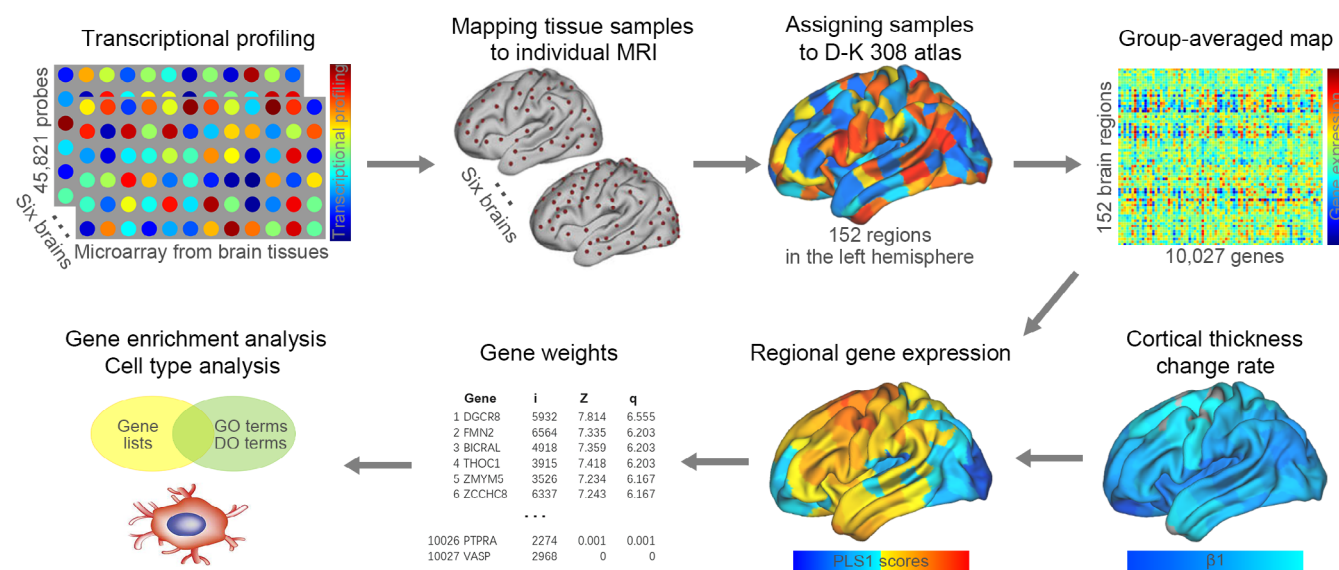 Transcriptional profiling
45,821 probes
Six brains
Microarray from brain tissues
Transcriptional profiling
Mapping tissue samples
to individual MRI
Six brains
Assigning samples
to D-K 308 atlas
152 regions
in the left hemisphere
Group-averaged map
152 brain regions
10,027 genes
Gene expression
Gene enrichment analysis
Cell type analysis
Gene
lists
GO terms
DO terms
Gene weights
Gene i Z q
1 DGCR8 5932 7.814 6.555
2 FMN2 6564 7.335 6.203
3 BICRAL 4918 7.359 6.203
4 THOC1 3915 7.418 6.203
5 ZMYM5 3526 7.234 6.167
6 ZCCHC8 6337 7.243 6.167
...
10026 PTPRA 2274 0.001 0.001
10027 VASP 2968 0 0
Regional gene expression
PLS1 scores
Cortical thickness
change rate
β1